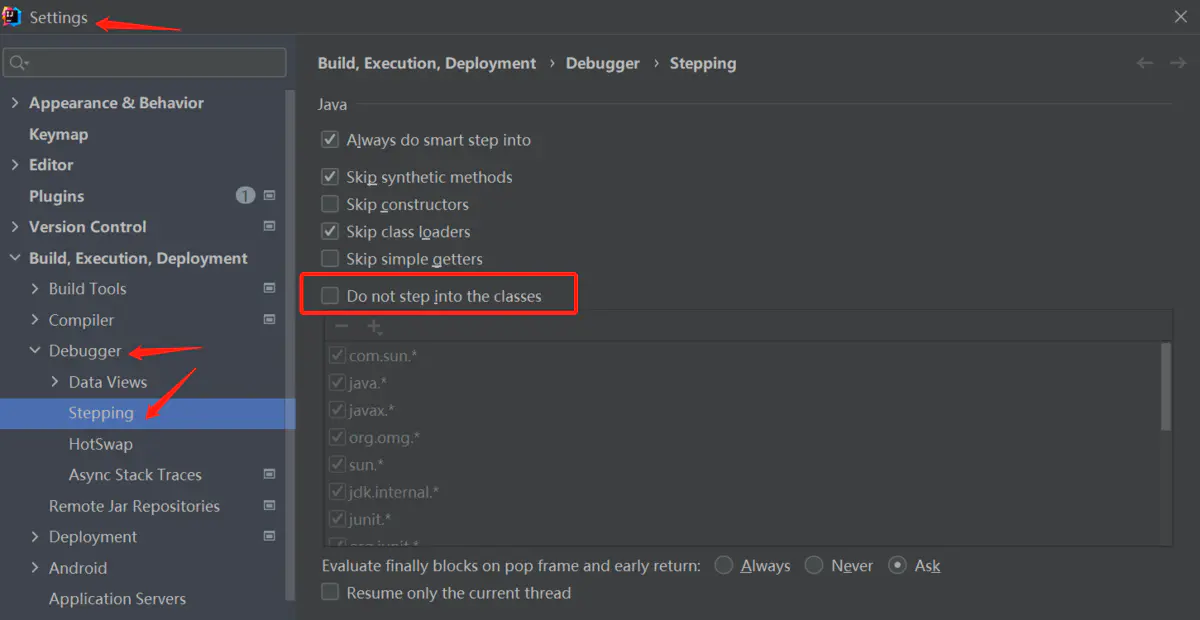 Settings
Appearance & Behavior
Keymap
Editor
Plugins 1
Version Control
Build, Execution, Deployment
Build Tools
Compiler
Debugger
Data Views
Stepping
HotSwap
Async Stack Traces
Remote Jar Repositories
Deployment
Android
Application Servers
Build, Execution, Deployment › Debugger › Stepping
Java
Always do smart step into
Skip synthetic methods
Skip constructors
Skip class loaders
Skip simple getters
Do not step into the classes
com.sun.*
java.*
javax.*
org.omg.*
sun.*
jdk.internal.*
junit.*
Evaluate finally blocks on pop frame and early return: Always Never Ask
Resume only the current thread